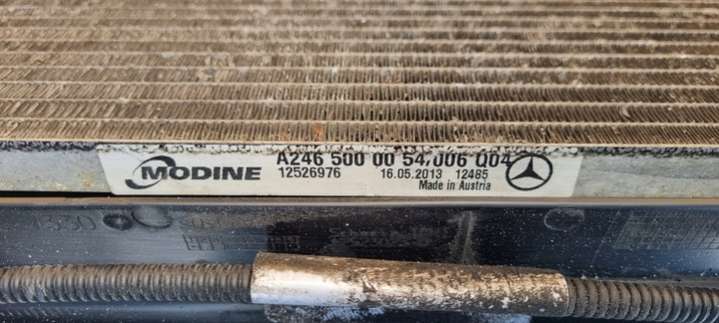 MODINE
A246 500 00 54/006 Q04
12526976 16.05.2013 12485
Made in Austria